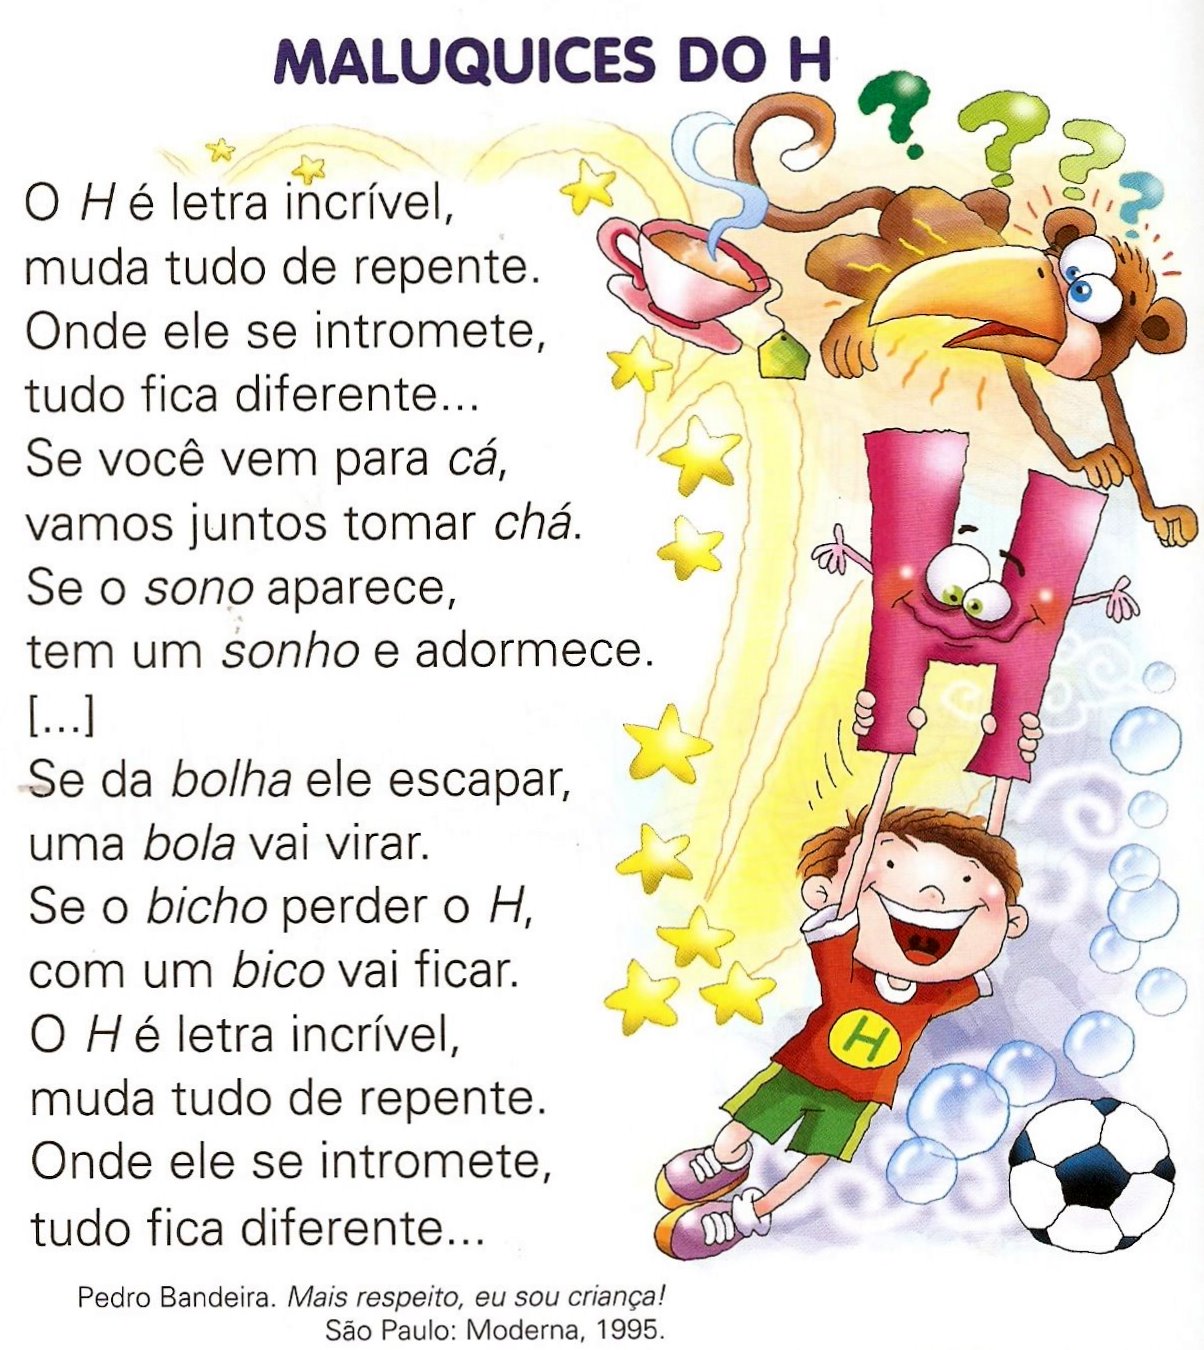 MALUQUICES DO H
O H é letra incrível,
muda tudo de repente.
Onde ele se intromete,
tudo fica diferente...
Se você vem para cá,
vamos juntos tomar chá.
Se o sono aparece,
tem um sonho e adormece.
[...]
Se da bolha ele escapar,
uma bola vai virar.
Se o bicho perder o H,
com um bico vai ficar.
O H é letra incrível,
muda tudo de repente.
Onde ele se intromete,
tudo fica diferente...
Pedro Bandeira. Mais respeito, eu sou criança!
São Paulo: Moderna, 1995.
H
H